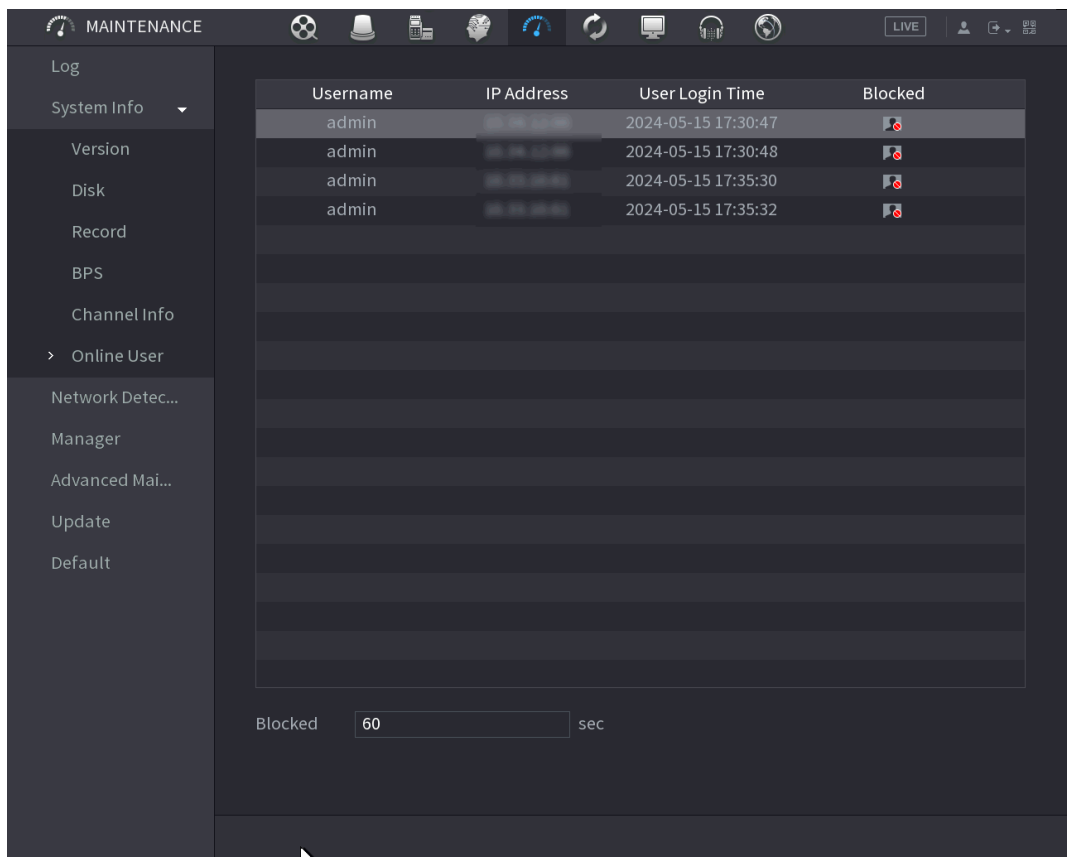 MAINTENANCE
LIVE
Log
System Info
Version
Disk
Record
BPS
Channel Info
Online User
Network Detec...
Manager
Advanced Mai...
Update
Default
Username IP Address User Login Time Blocked
admin 2024-05-15 17:30:47
admin 2024-05-15 17:30:48
admin 2024-05-15 17:35:30
admin 2024-05-15 17:35:32
Blocked 60 sec